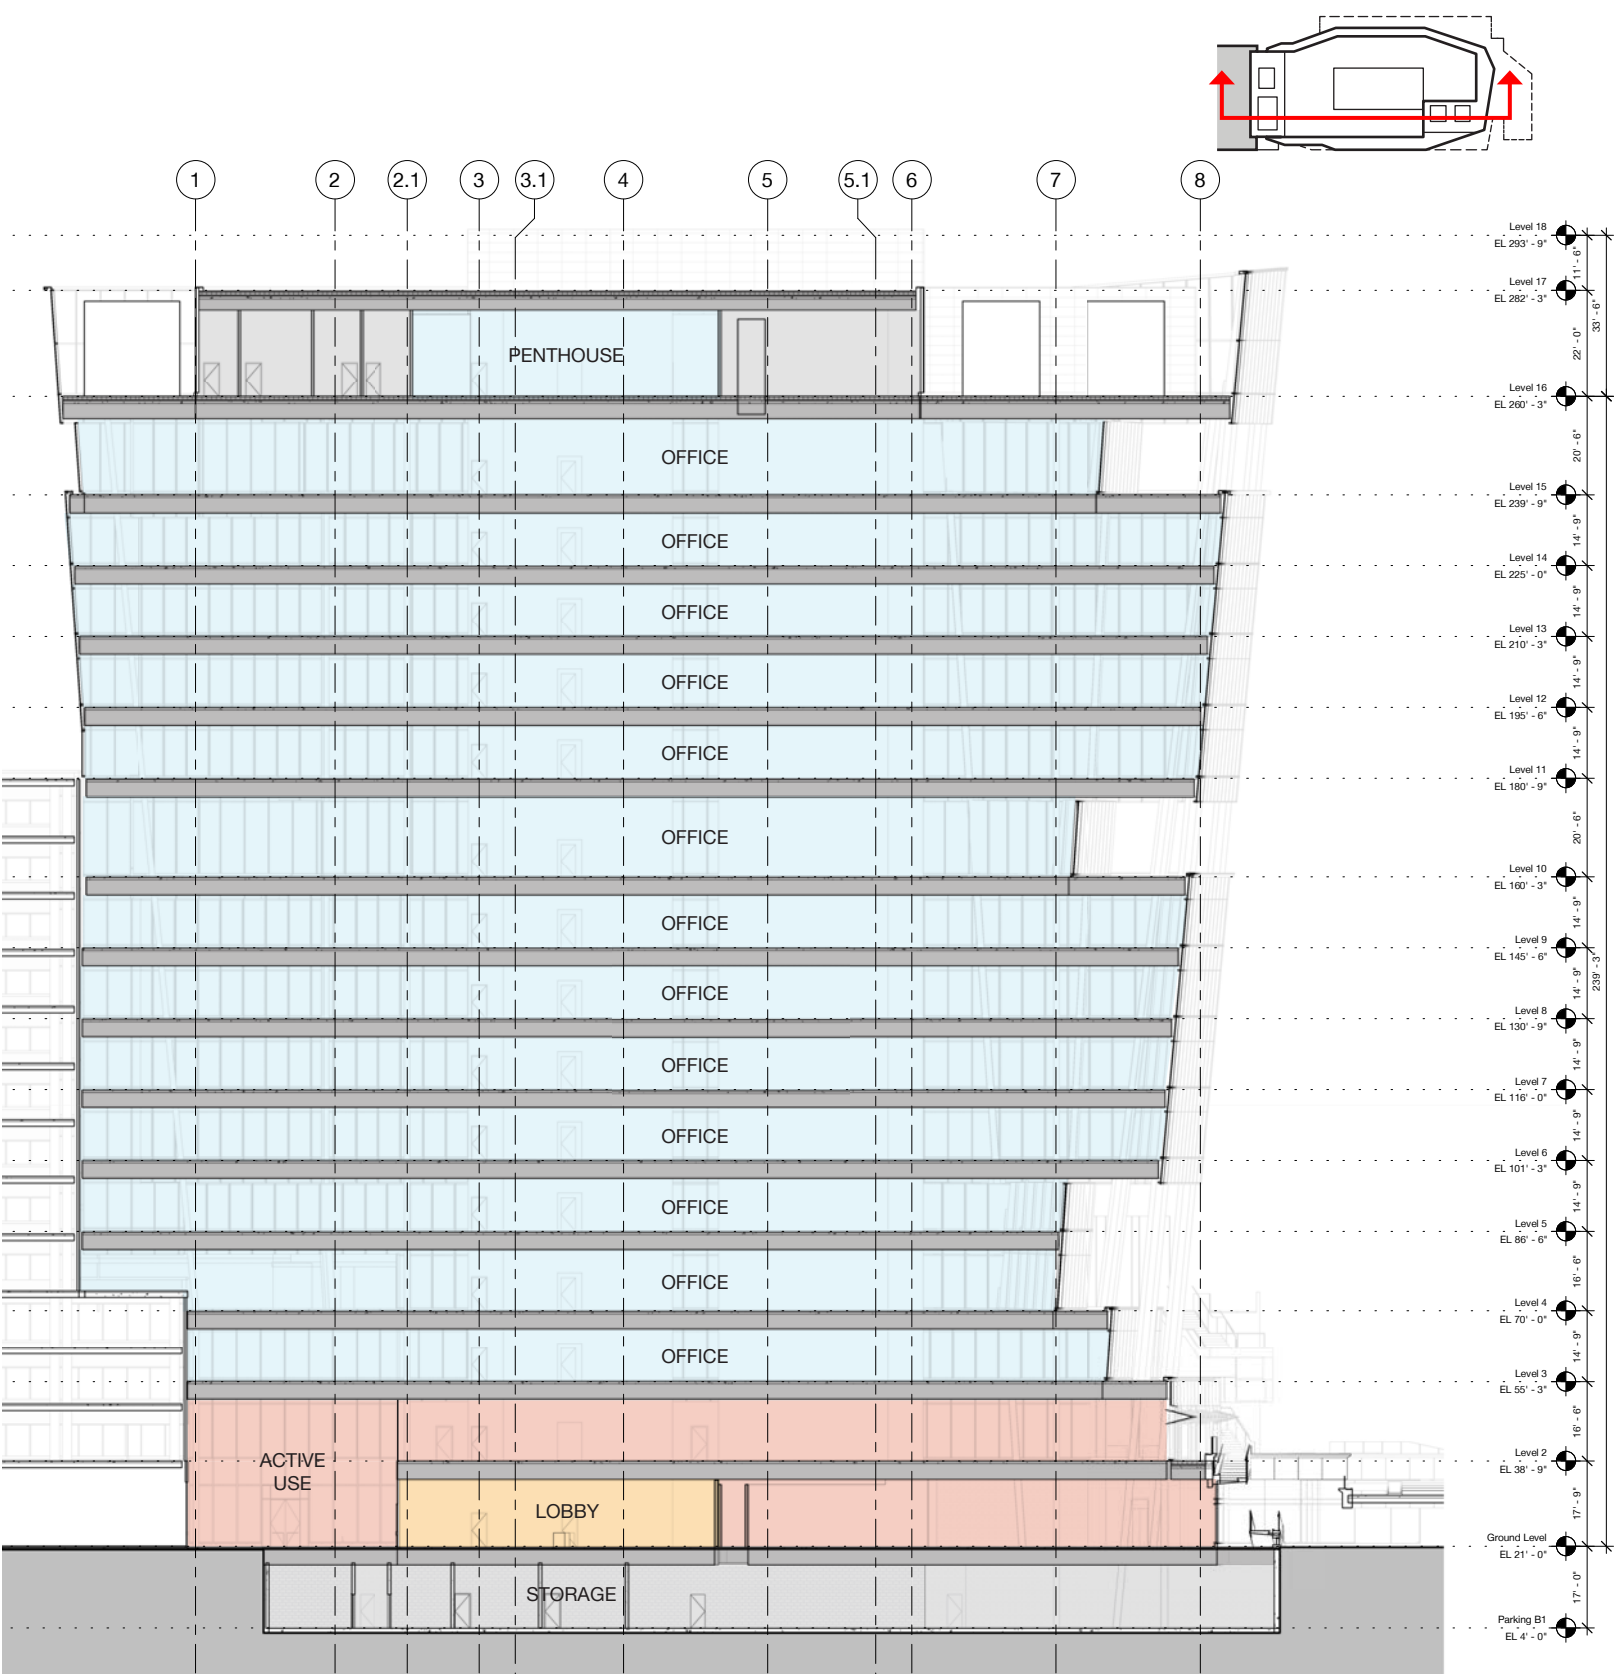 1 2 2.1 3 3.1 4 5 5.1 6 7 8
Level 18
EL 293' - 9"
11' - 6"
Level 17
EL 282' - 3"
33' - 6"
22' - 0"
PENTHOUSE
Level 16
EL 260' - 3"
20' - 6"
OFFICE
Level 15
EL 239' - 9"
14' - 9"
OFFICE
Level 14
EL 225' - 0"
14' - 9"
OFFICE
Level 13
EL 210' - 3"
14' - 9"
OFFICE
Level 12
EL 195' - 6"
14' - 9"
OFFICE
Level 11
EL 180' - 9"
20' - 6"
OFFICE
Level 10
EL 160' - 3"
14' - 9"
OFFICE
Level 9
EL 145' - 6"
239' - 3"
14' - 9"
OFFICE
Level 8
EL 130' - 9"
14' - 9"
OFFICE
Level 7
EL 116' - 0"
14' - 9"
OFFICE
Level 6
EL 101' - 3"
14' - 9"
OFFICE
Level 5
EL 86' - 6"
16' - 6"
OFFICE
Level 4
EL 70' - 0"
14' - 9"
OFFICE
Level 3
EL 55' - 3"
16' - 6"
ACTIVE
USE
Level 2
EL 38' - 9"
17' - 9"
LOBBY
Ground Level
EL 21' - 0"
17' - 0"
STORAGE
Parking B1
EL 4' - 0"